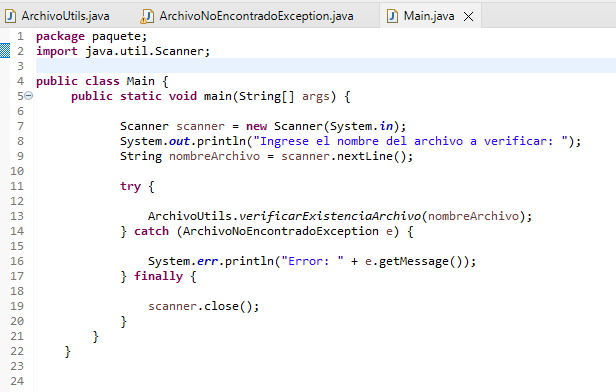 ArchivoUtils.java ArchivoNoEncontradoException.java Main.java
1 package paquete;
2 import java.util.Scanner;
3
4 public class Main {
5 public static void main(String[] args) {
6
7 Scanner scanner = new Scanner(System.in);
8 System.out.println("Ingrese el nombre del archivo a verificar: ");
9 String nombreArchivo = scanner.nextLine();
10
11 try {
12
13 ArchivoUtils.verificarExistenciaArchivo(nombreArchivo);
14 } catch (ArchivoNoEncontradoException e) {
15
16 System.err.println("Error: " + e.getMessage());
17 } finally {
18
19 scanner.close();
20 }
21 }
22 }
23
24